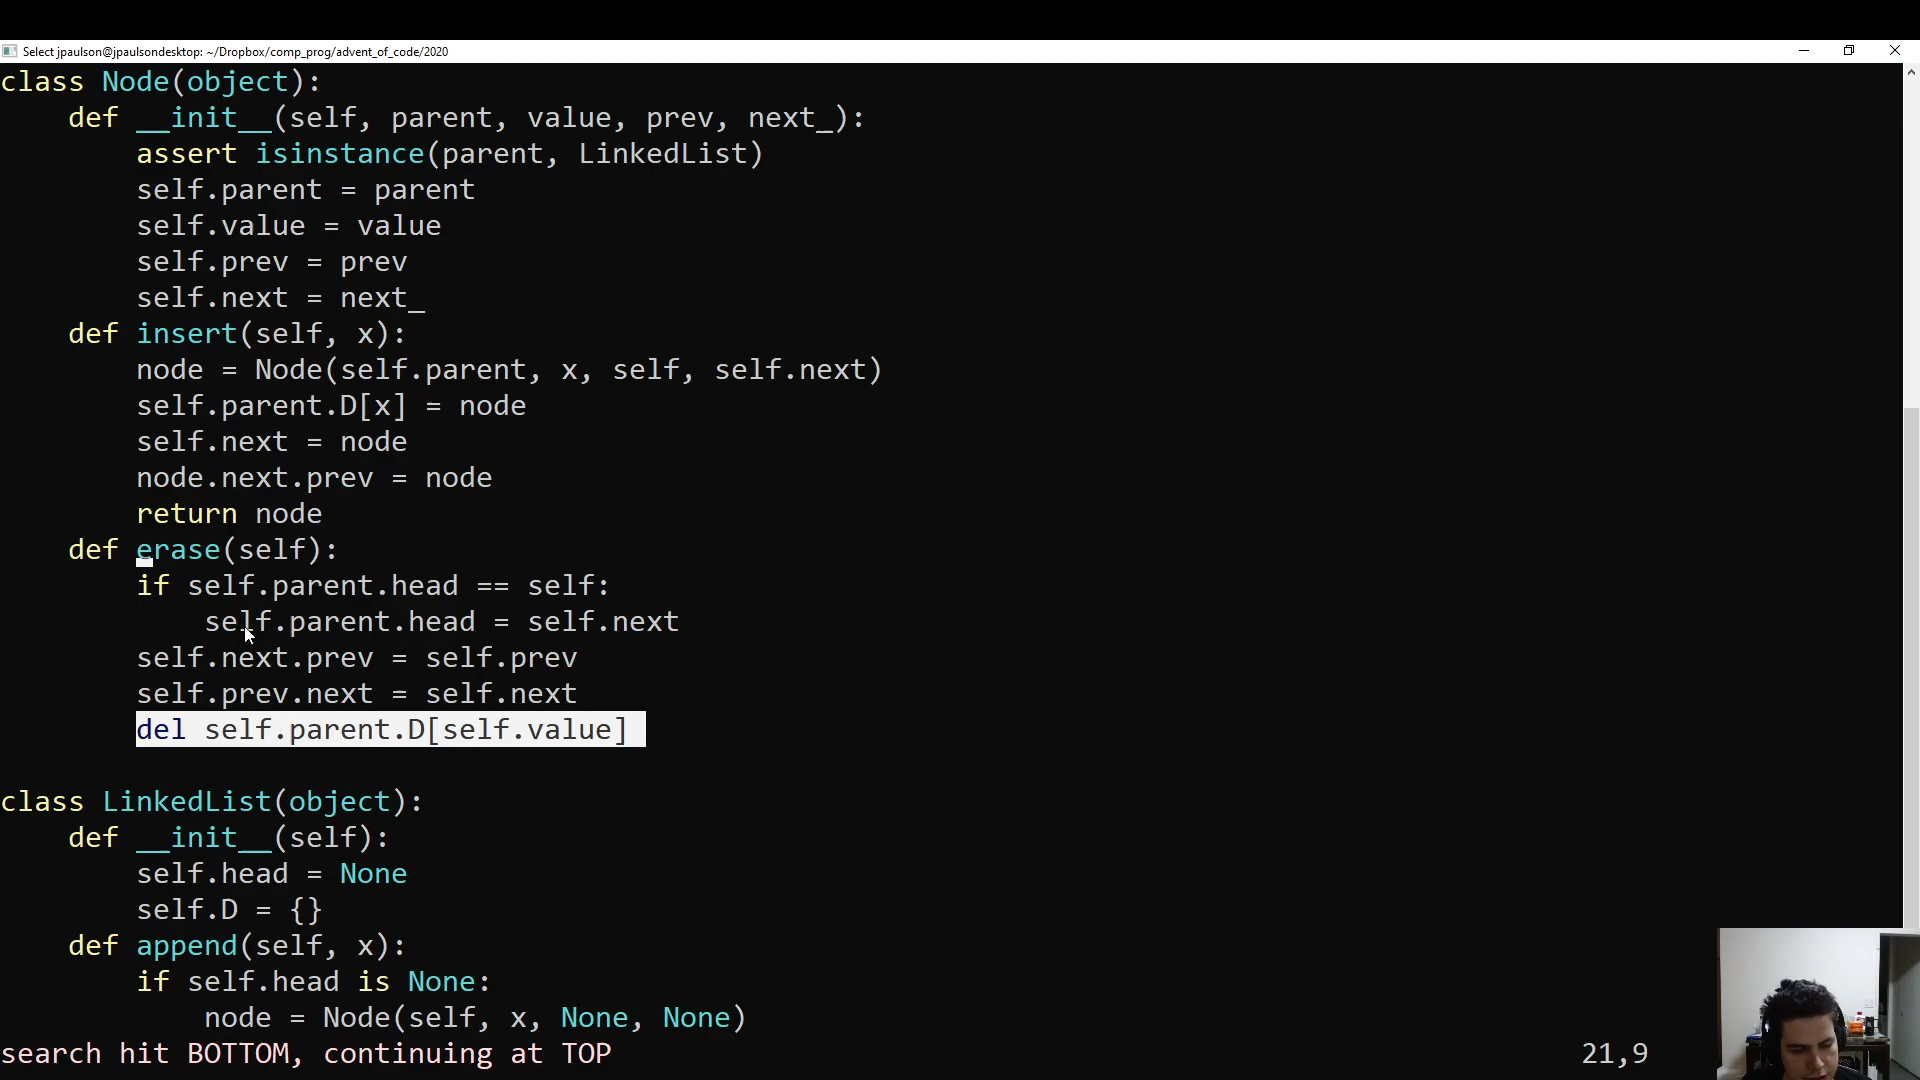 Select jpaulson@jpaulsondesktop: ~/Dropbox/comp_prog/advent_of_code/2020
class Node(object):
    def __init__(self, parent, value, prev, next_):
        assert isinstance(parent, LinkedList)
        self.parent = parent
        self.value = value
        self.prev = prev
        self.next = next_
    def insert(self, x):
        node = Node(self.parent, x, self, self.next)
        self.parent.D[x] = node
        self.next = node
        node.next.prev = node
        return node
    def erase(self):
        if self.parent.head == self:
            self.parent.head = self.next
        self.next.prev = self.prev
        self.prev.next = self.next
        del self.parent.D[self.value]
class LinkedList(object):
    def __init__(self):
        self.head = None
        self.D = {}
    def append(self, x):
        if self.head is None:
            node = Node(self, x, None, None)
search hit BOTTOM, continuing at TOP 21,9